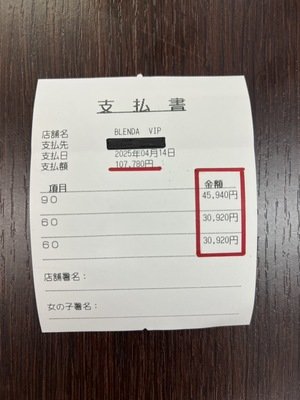 支払書
店舗名 BLENDA VIP
支払先
支払日 2025年04月14日
支払額 107,780円
項目 金額
90 45,940円
60 30,920円
60 30,920円
店舗署名：
女の子署名：